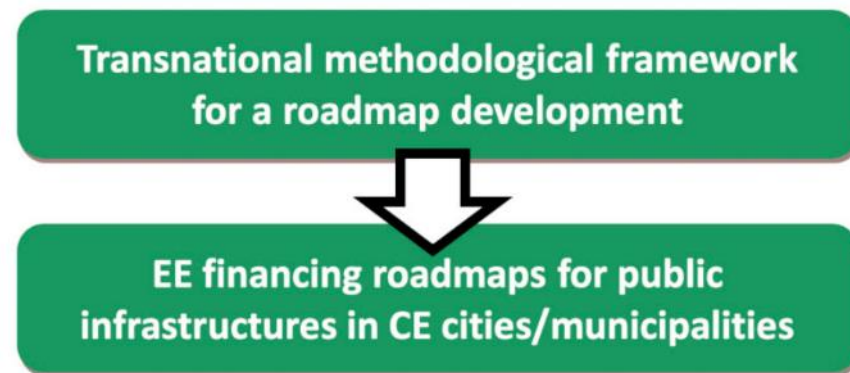 Transnational methodological framework
for a roadmap development
EE financing roadmaps for public
infrastructures in CE cities/municipalities